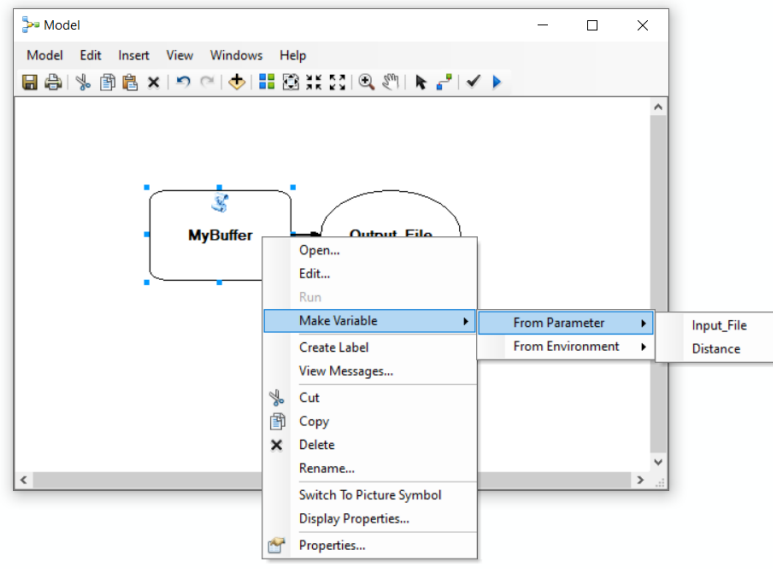 Model
Model Edit Insert View Windows Help
MyBuffer
Output_File
Open...
Edit...
Run
Make Variable
From Parameter
Input_File
Distance
From Environment
Create Label
View Messages...
Cut
Copy
Delete
Rename...
Switch To Picture Symbol
Display Properties...
Properties...